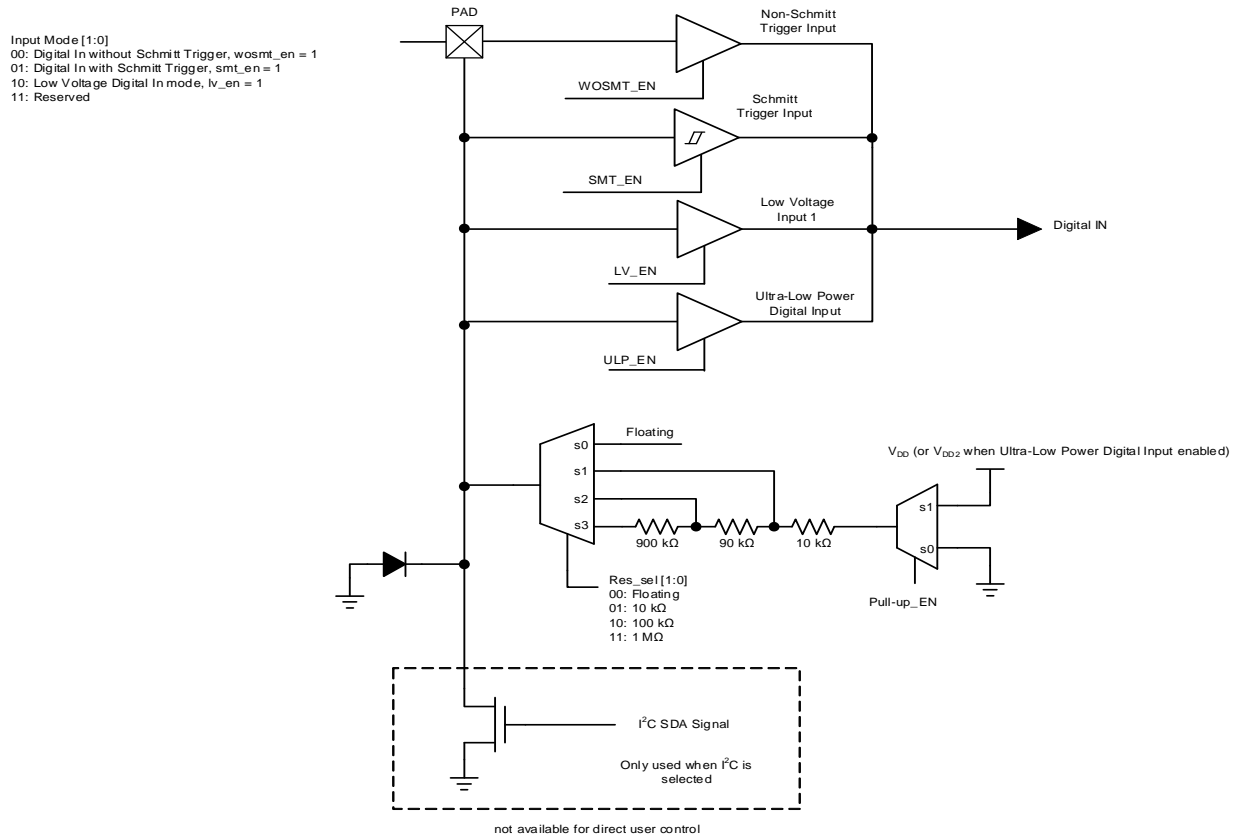 PAD
Input Mode [1:0]
00: Digital In without Schmitt Trigger, wosmt_en = 1
01: Digital In with Schmitt Trigger, smt_en = 1
10: Low Voltage Digital In mode, lv_en = 1
11: Reserved
Non-Schmitt
Trigger Input
WOSMT_EN
Schmitt
Trigger Input
SMT_EN
Low Voltage
Input 1
LV_EN
Digital IN
Ultra-Low Power
Digital Input
ULP_EN
Floating
s0
s1
s2
s3
900 kΩ
90 kΩ
10 kΩ
VDD (or VDD2 when Ultra-Low Power Digital Input enabled)
s1
s0
Pull-up_EN
Res_sel [1:0]
00: Floating
01: 10 kΩ
10: 100 kΩ
11: 1 MΩ
I²C SDA Signal
Only used when I²C is
selected
not available for direct user control